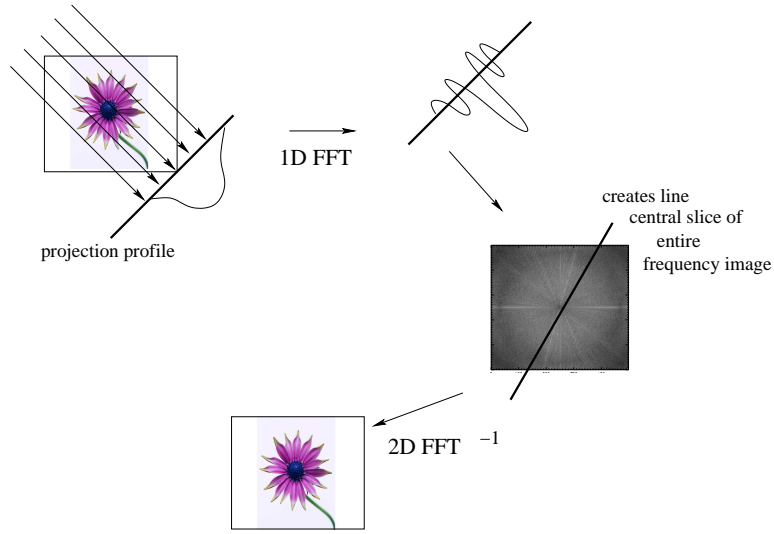 1D FFT
projection profile
creates line
central slice of
entire
frequency image
2D FFT −1